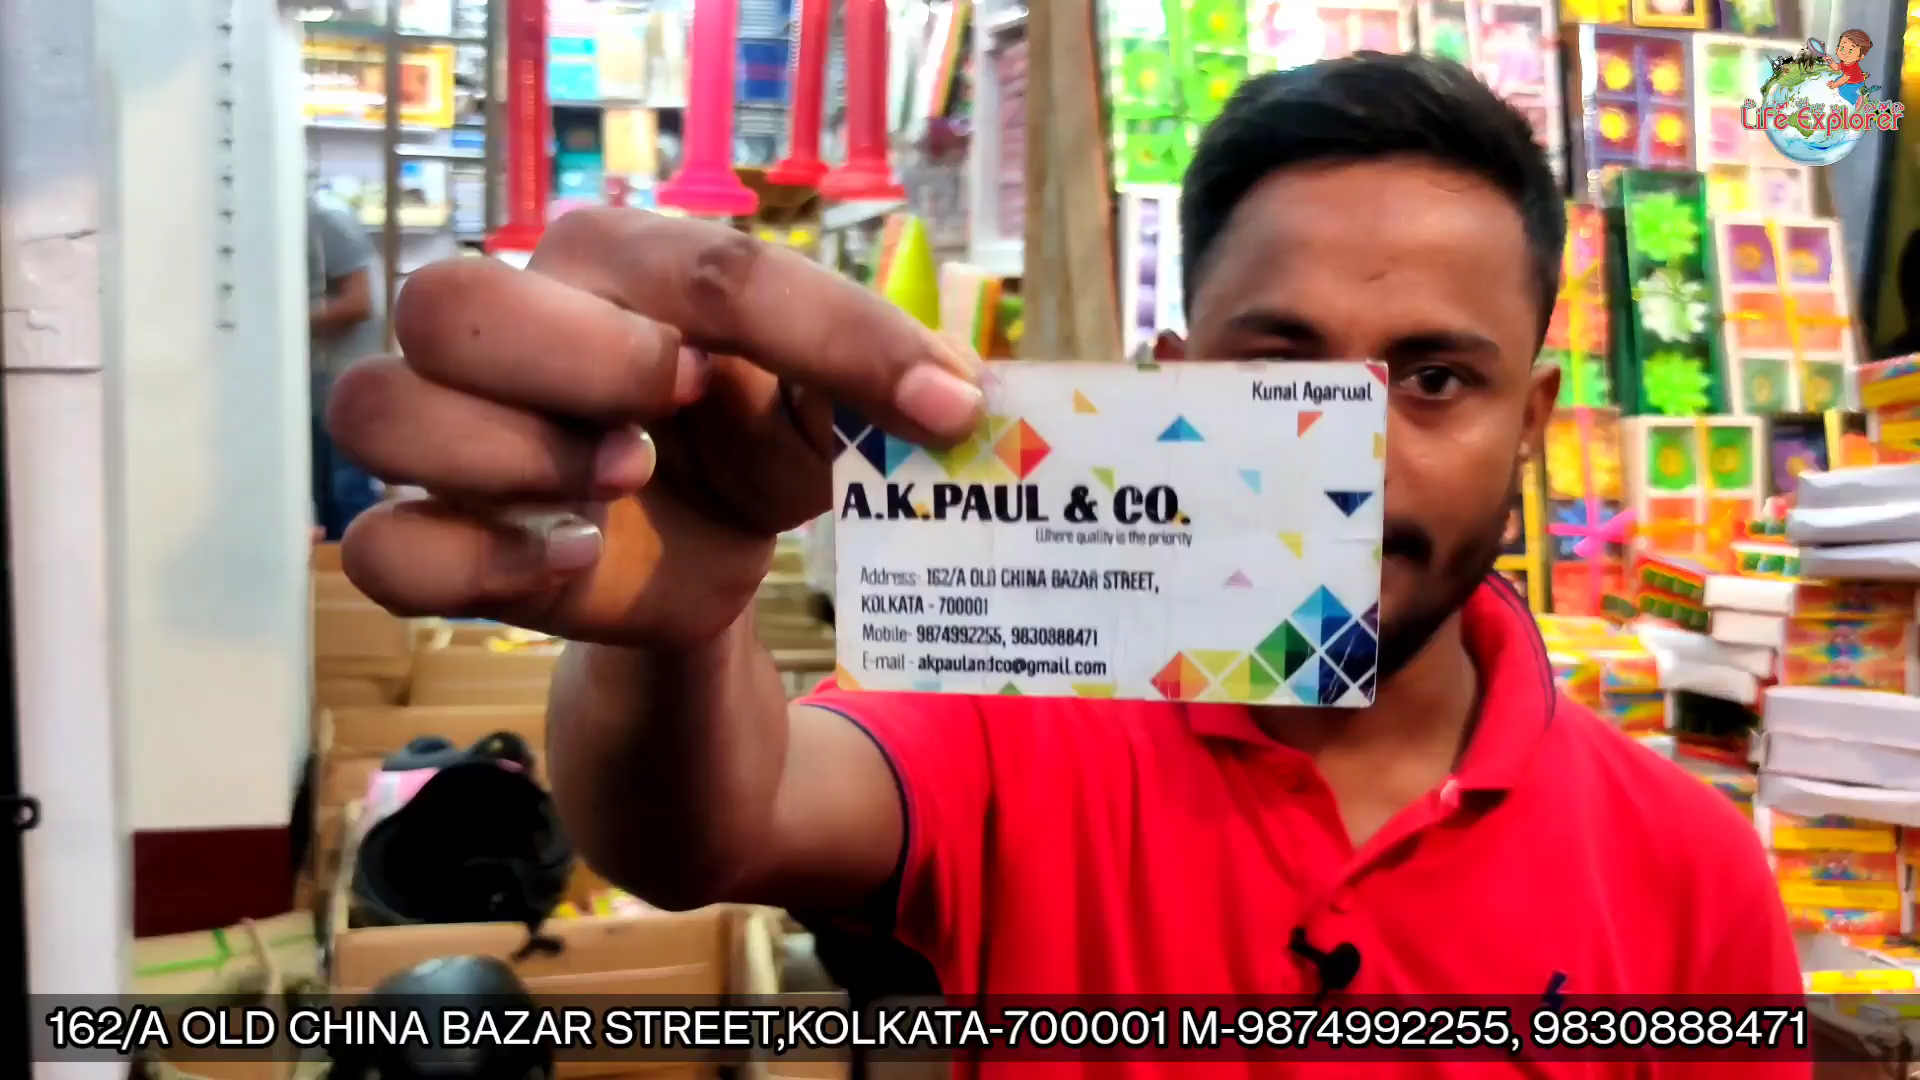 Life Explorer
Kunal Agarwal
A.K.PAUL & CO.
Where quality is the priority
Address- 162/A OLD CHINA BAZAR STREET,
KOLKATA - 700001
Mobile- 9874992255, 9830888471
E-mail - akpaulandco@gmail.com
162/A OLD CHINA BAZAR STREET,KOLKATA-700001 M-9874992255, 9830888471